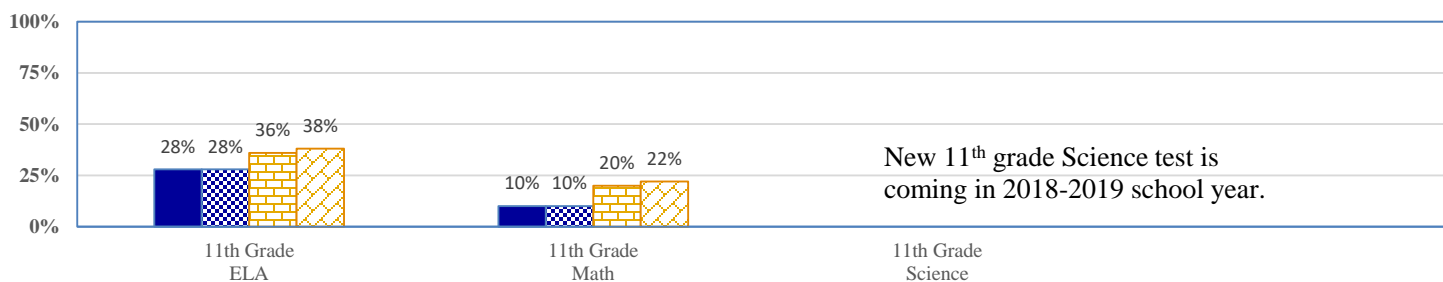 100%
75%
50%
25%
0%
28%
28%
36%
38%
10%
10%
20%
22%
New 11th grade Science test is
coming in 2018-2019 school year.
11th Grade
ELA
11th Grade
Math
11th Grade
Science